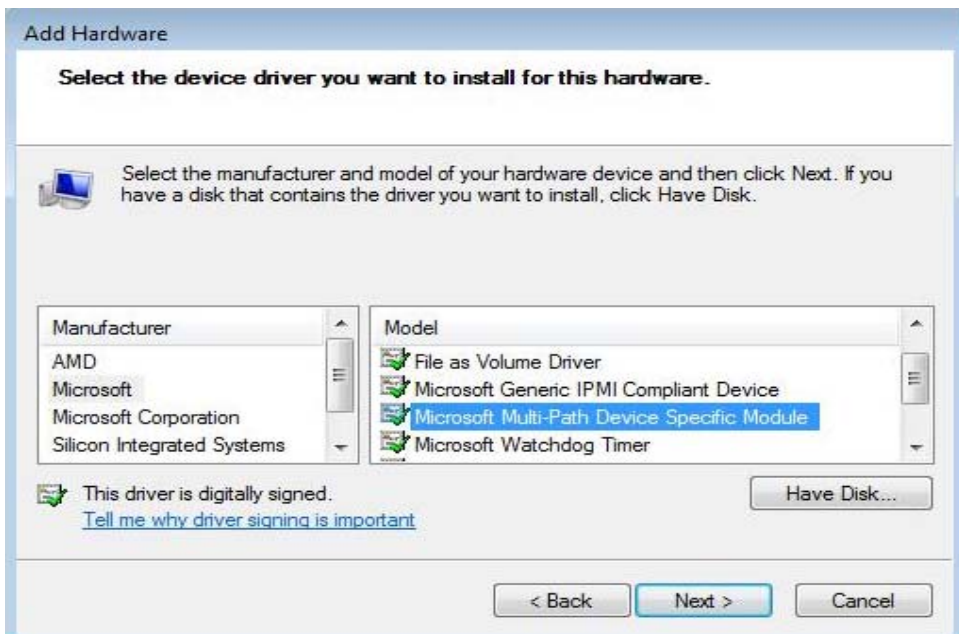 Add Hardware
Select the device driver you want to install for this hardware.
Select the manufacturer and model of your hardware device and then click Next. If you
have a disk that contains the driver you want to install, click Have Disk.
Manufacturer
AMD
Microsoft
Microsoft Corporation
Silicon Integrated Systems
Model
File as Volume Driver
Microsoft Generic IPMI Compliant Device
Microsoft Multi-Path Device Specific Module
Microsoft Watchdog Timer
This driver is digitally signed.
Tell me why driver signing is important
Have Disk...
< Back
Next >
Cancel